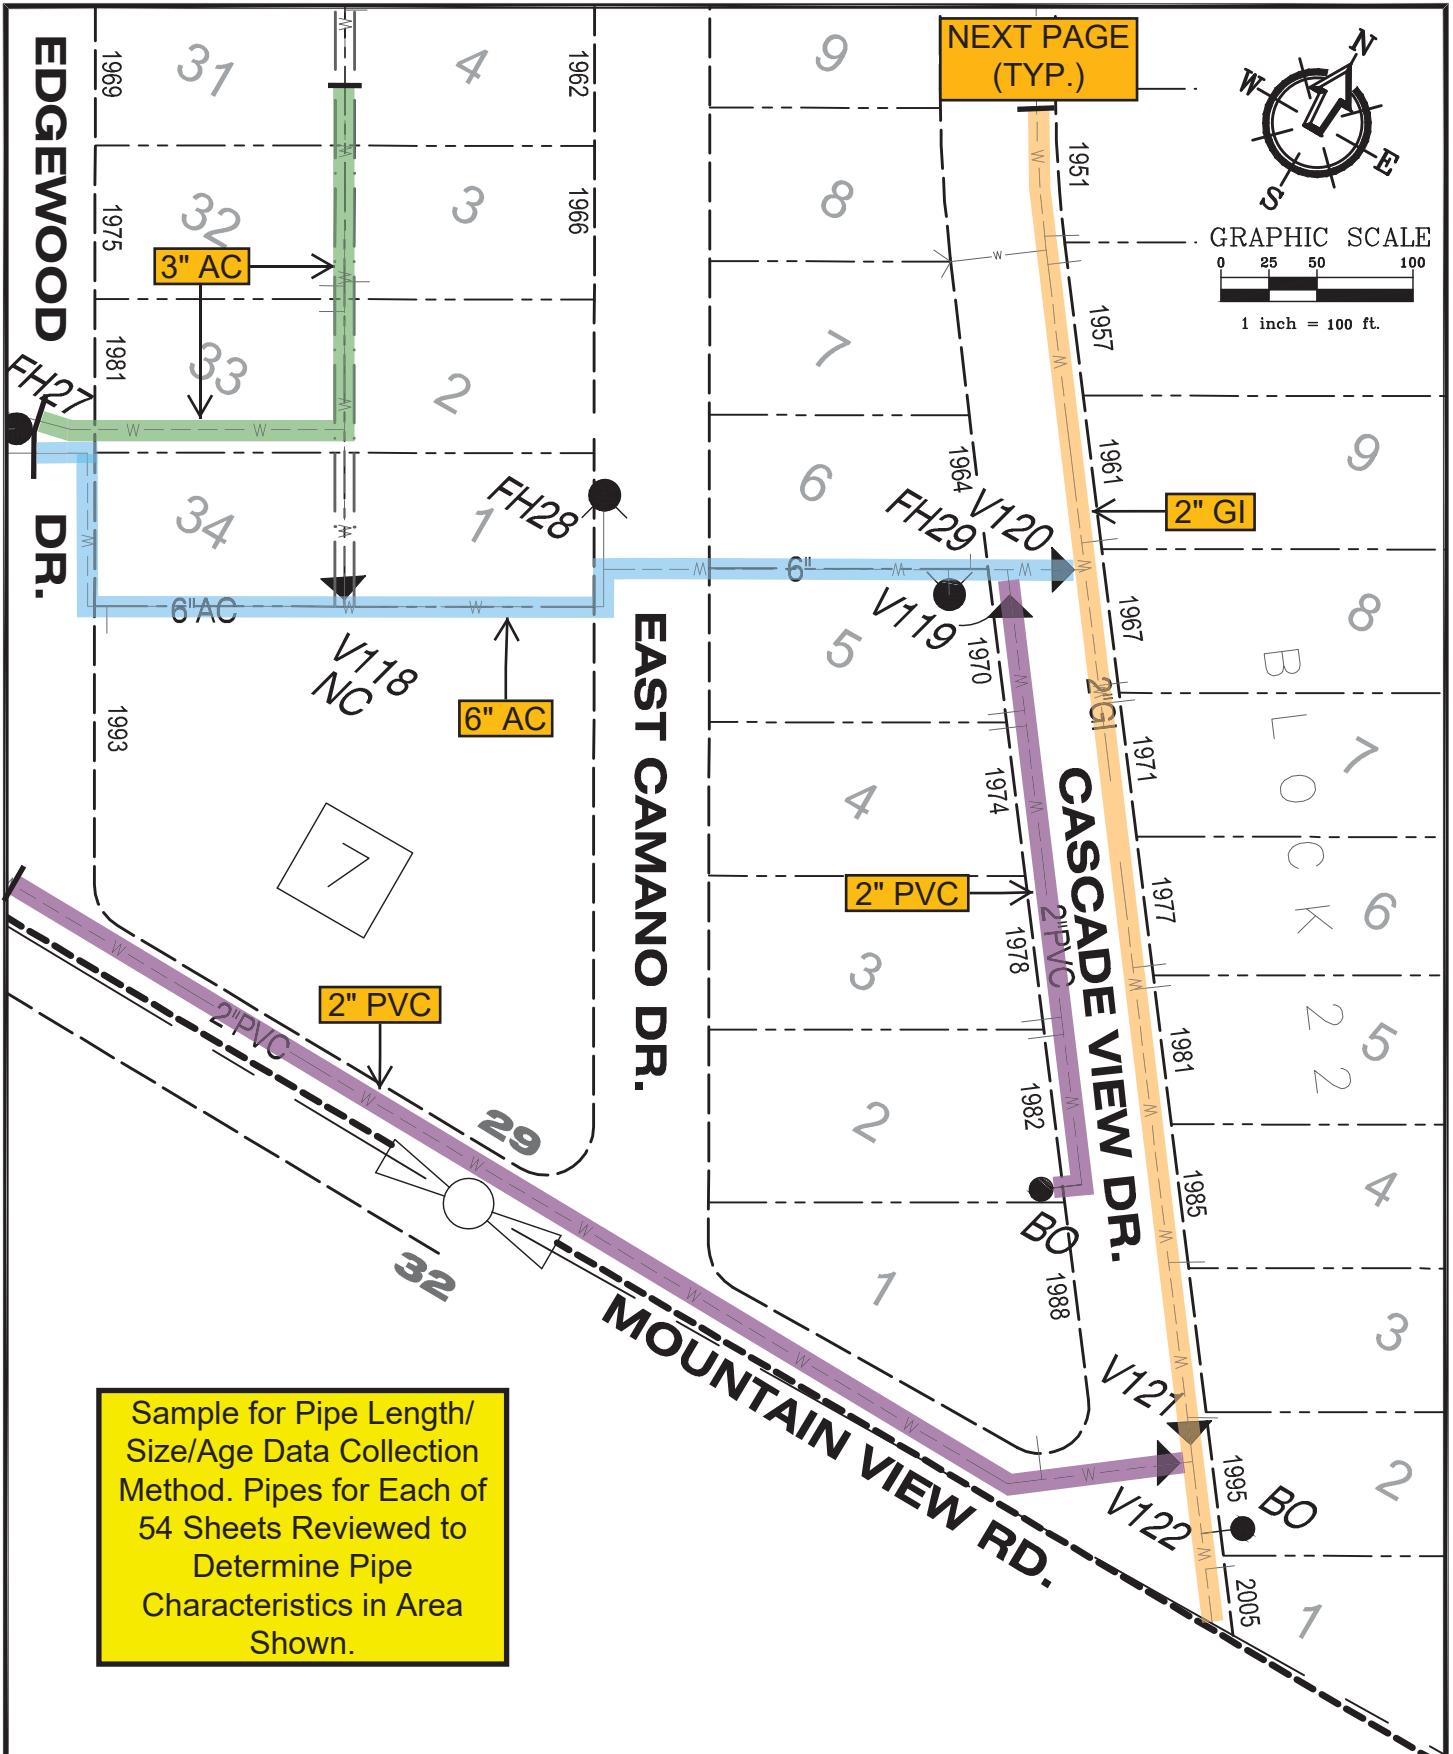 NEXT PAGE
(TYP.)
N
W
E
S
GRAPHIC SCALE
0 25 50 100
1 inch = 100 ft.
EDGEWOOD DR.
1969
1975
1981
1993
31
32
33
34
4
3
2
1
1962
1966
3" AC
FH27
FH28
6"AC
V118
NC
6" AC
7
EAST CAMANO DR.
9
8
7
6
5
4
3
2
1
6"
FH29
V120
V119
1964
1970
1974
1978
1982
1988
2" PVC
2"PVC
BO
CASCADE VIEW DR.
1951
1957
1961
1967
1971
1977
1981
1985
1995
2005
2" GI
2"GI
9
8
7
6
5
4
3
2
1
BLOCK 22
2" PVC
2"PVC
29
32
MOUNTAIN VIEW RD.
V121
V122
BO
Sample for Pipe Length/
Size/Age Data Collection
Method. Pipes for Each of
54 Sheets Reviewed to
Determine Pipe
Characteristics in Area
Shown.
W W W W W W W W W W W W W W W W W W W W W W W W W W W W W W W W W W W